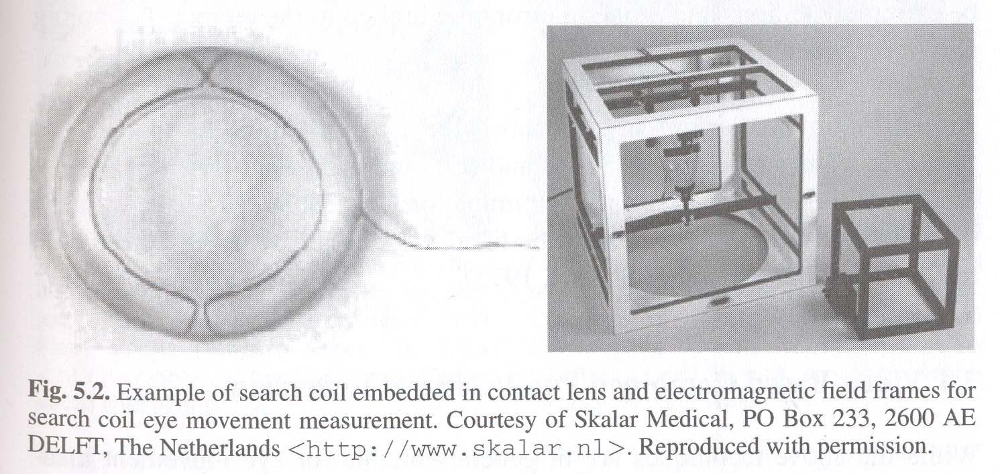 Fig. 5.2. Example of search coil embedded in contact lens and electromagnetic field frames for
search coil eye movement measurement. Courtesy of Skalar Medical, PO Box 233, 2600 AE
DELFT, The Netherlands <http://www.skalar.nl>. Reproduced with permission.